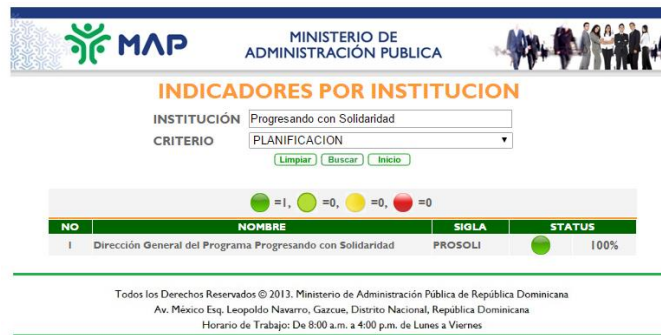 MAP
MINISTERIO DE
ADMINISTRACIÓN PUBLICA
INDICADORES POR INSTITUCION
INSTITUCIÓN Progresando con Solidaridad
CRITERIO PLANIFICACION
Limpiar Buscar Inicio
=1, =0, =0, =0
NO NOMBRE SIGLA STATUS
1 Dirección General del Programa Progresando con Solidaridad PROSOLI 100%
Todos los Derechos Reservados © 2013. Ministerio de Administración Pública de República Dominicana
Av. México Esq. Leopoldo Navarro, Gazcue, Distrito Nacional, República Dominicana
Horario de Trabajo: De 8:00 a.m. a 4:00 p.m. de Lunes a Viernes